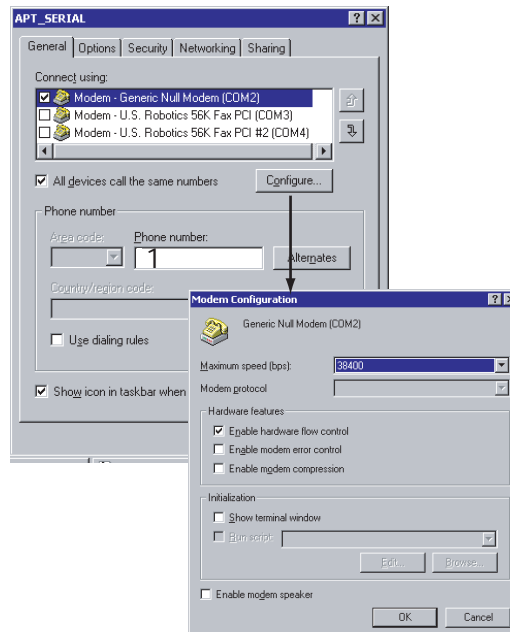 APT_SERIAL
General Options Security Networking Sharing
Connect using:
Modem - Generic Null Modem (COM2)
Modem - U.S. Robotics 56K Fax PCI (COM3)
Modem - U.S. Robotics 56K Fax PCI #2 (COM4)
All devices call the same numbers
Configure...
Phone number
Area code: Phone number:
1
Alternates
Country/region code:
Use dialing rules
Show icon in taskbar when
Modem Configuration
Generic Null Modem (COM2)
Maximum speed (bps): 38400
Modem protocol
Hardware features
Enable hardware flow control
Enable modem error control
Enable modem compression
Initialization
Show terminal window
Run script:
Edit... Browse...
Enable modem speaker
OK Cancel